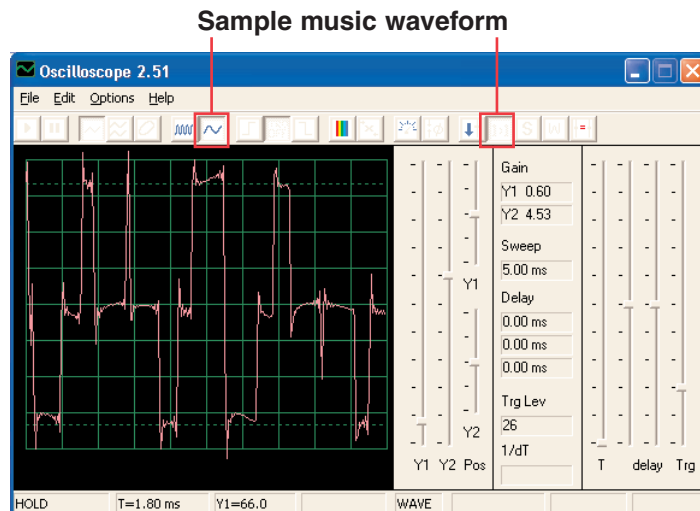 Sample music waveform
Oscilloscope 2.51
File Edit Options Help
Gain
Y1 0.60
Y2 4.53
Sweep
5.00 ms
Y1
Delay
0.00 ms
0.00 ms
0.00 ms
Trg Lev
26
Y2
1/dT
Y1 Y2 Pos
T delay Trg
HOLD T=1.80 ms Y1=66.0 WAVE